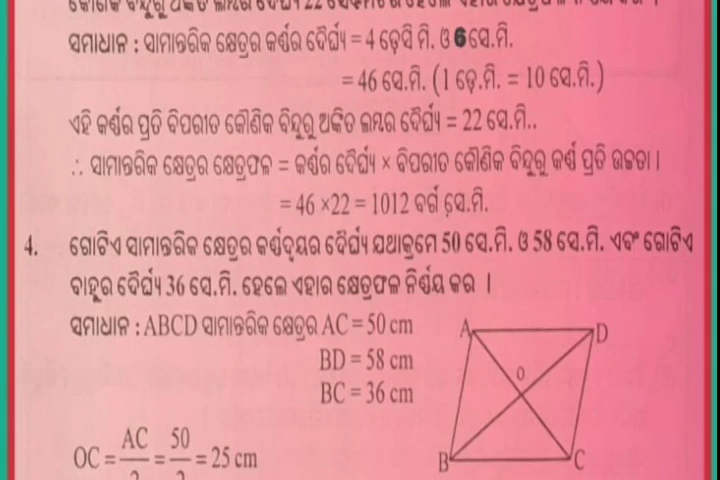 ସମାଧାନ : ସାମାନ୍ତରିକ କ୍ଷେତ୍ରର କର୍ଣ୍ଣର ଦୈର୍ଘ୍ୟ = 4 ଡ଼େସି ମି. ଓ 6 ସେ.ମି.
= 46 ସେ.ମି. (1 ଡ଼େ.ମି. = 10 ସେ.ମି.)
ଏହି କର୍ଣ୍ଣର ପ୍ରତି ବିପରୀତ କୌଣିକ ବିନ୍ଦୁରୁ ଅଙ୍କିତ ଲମ୍ବର ଦୈର୍ଘ୍ୟ = 22 ସେ.ମି..
∴ ସାମାନ୍ତରିକ କ୍ଷେତ୍ରର କ୍ଷେତ୍ରଫଳ = କର୍ଣ୍ଣର ଦୈର୍ଘ୍ୟ × ବିପରୀତ କୌଣିକ ବିନ୍ଦୁରୁ କର୍ଣ୍ଣ ପ୍ରତି ଉଚ୍ଚତା ।
= 46 ×22 = 1012 ବର୍ଗ ସେ.ମି.
4. ଗୋଟିଏ ସାମାନ୍ତରିକ କ୍ଷେତ୍ରର କର୍ଣ୍ଣଦ୍ୱୟର ଦୈର୍ଘ୍ୟ ଯଥାକ୍ରମେ 50 ସେ.ମି. ଓ 58 ସେ.ମି. ଏବଂ ଗୋଟିଏ
ବାହୁର ଦୈର୍ଘ୍ୟ 36 ସେ.ମି. ହେଲେ ଏହାର କ୍ଷେତ୍ରଫଳ ନିର୍ଣ୍ଣୟ କର ।
ସମାଧାନ : ABCD ସାମାନ୍ତରିକ କ୍ଷେତ୍ରର AC = 50 cm
BD = 58 cm
BC = 36 cm
A D
O
B C
OC = AC/2 = 50/2 = 25 cm